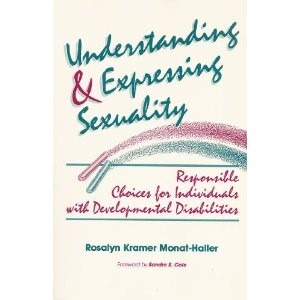 Understanding
& Expressing
Sexuality
Responsible
Choices for Individuals
with Developmental Disabilities
Rosalyn Kramer Monat-Haller
Foreword by Sandra S. Cole